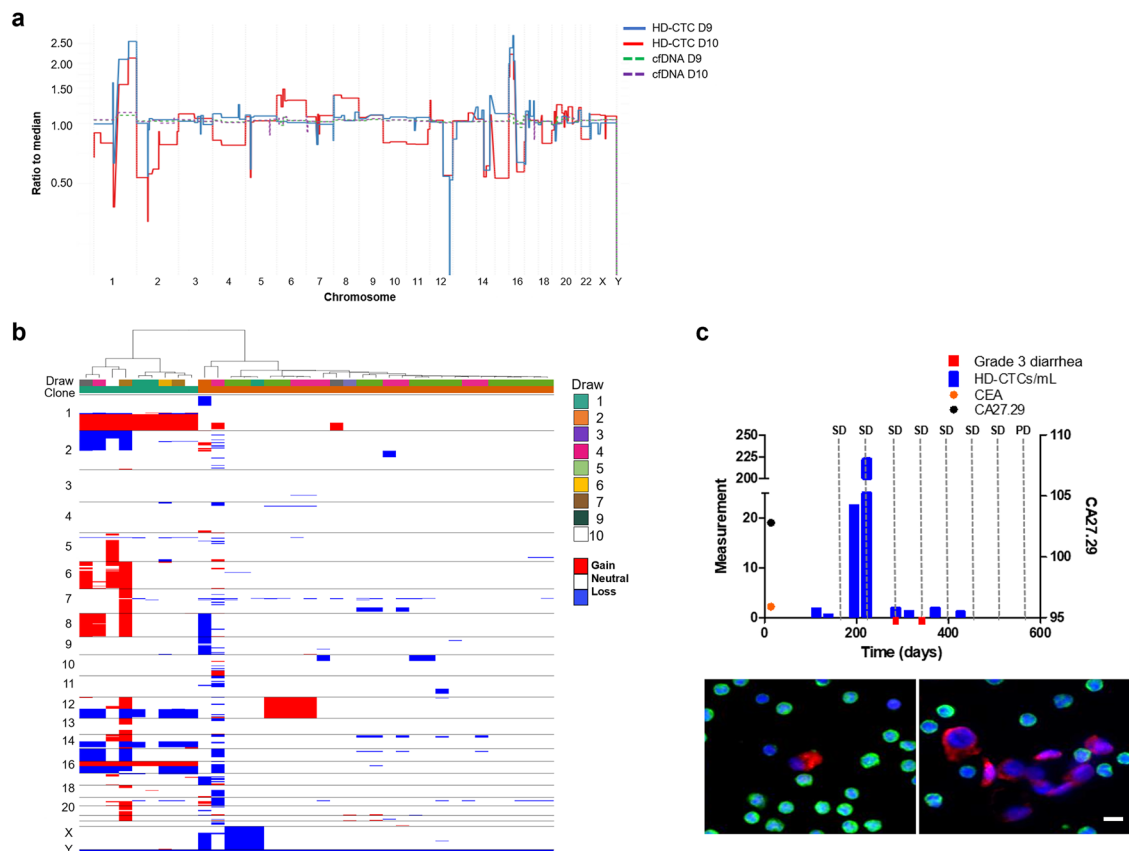 a
2.50
2.00
1.50
1.00
0.50
Ratio to median
1 2 3 4 5 6 7 8 9 10 11 12 14 16 18 20 22 X Y
Chromosome
HD-CTC D9
HD-CTC D10
cfDNA D9
cfDNA D10
b
Draw
Clone
1
2
3
4
5
6
7
8
9
10
11
12
13
14
16
18
20
X
Y
Draw
1
2
3
4
5
6
7
9
10
Gain
Neutral
Loss
c
Grade 3 diarrhea
HD-CTCs/mL
CEA
CA27.29
SD SD SD SD SD SD SD PD
250
225
200
20
10
0
Measurement
110
105
100
95
CA27.29
0 200 400 600
Time (days)